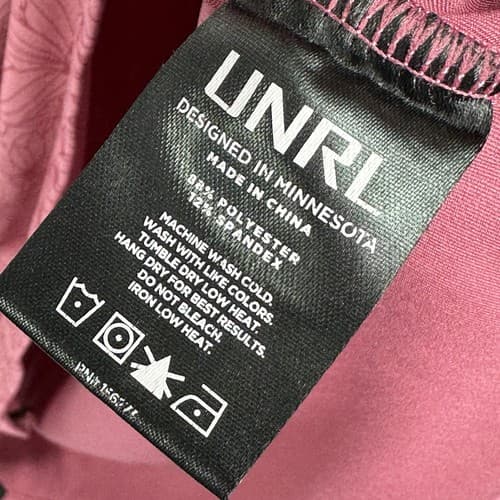 UNRL
DESIGNED IN MINNESOTA
MADE IN CHINA
88% POLYESTER
12% SPANDEX
MACHINE WASH COLD.
WASH WITH LIKE COLORS.
TUMBLE DRY LOW HEAT.
HANG DRY FOR BEST RESULTS.
DO NOT BLEACH.
IRON LOW HEAT.